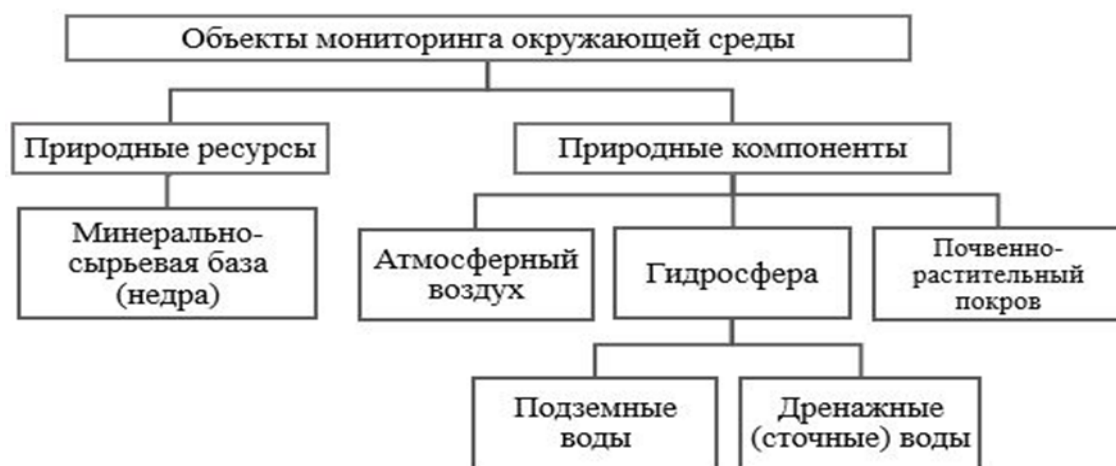 Объекты мониторинга окружающей среды
Природные ресурсы
Природные компоненты
Минерально-
сырьевая база
(недра)
Атмосферный
воздух
Гидросфера
Почвенно-
растительный
покров
Подземные
воды
Дренажные
(сточные) воды